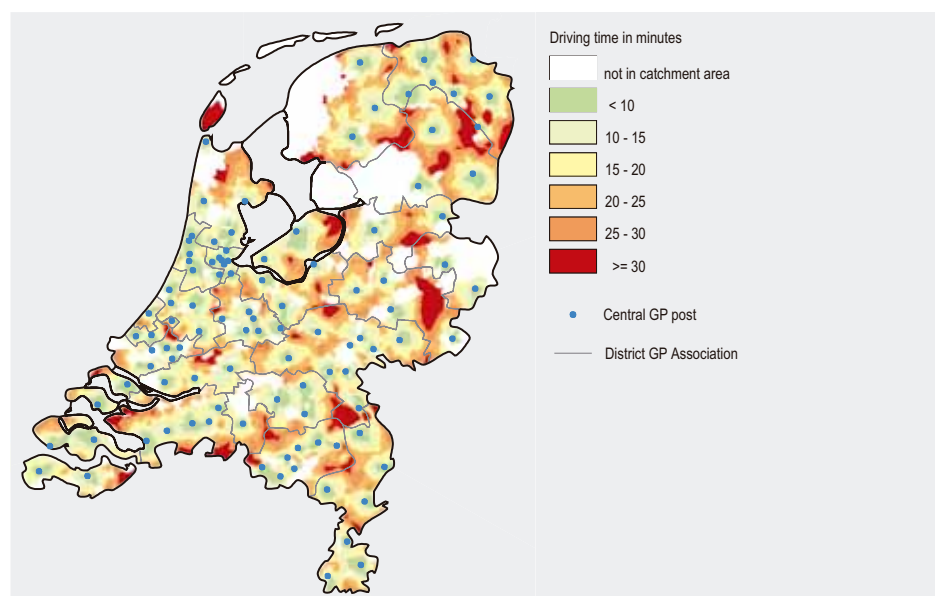 Driving time in minutes
not in catchment area
< 10
10 - 15
15 - 20
20 - 25
25 - 30
>= 30
Central GP post
District GP Association